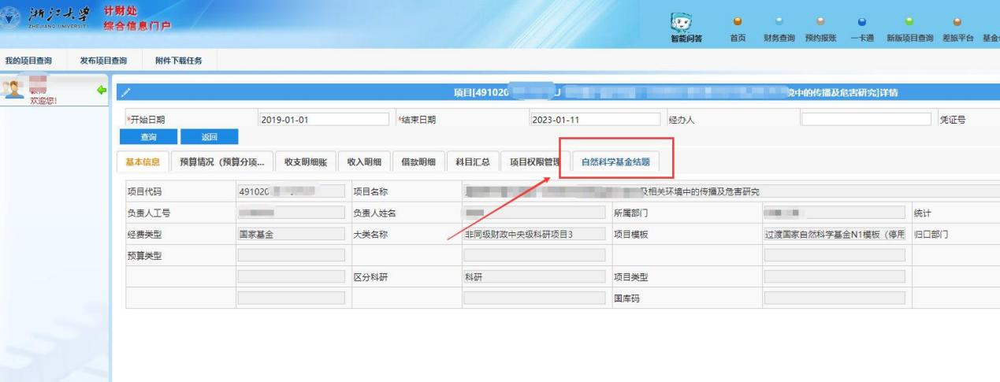 浙江大学 计财处
ZHEJIANG UNIVERSITY 综合信息门户
智能问答 首页 财务查询 预约报账 一卡通 新版项目查询 差旅平台 基金
我的项目查询 发布项目查询 附件下载任务
欢迎您!
项目[491020 J 境中的传播及危害研究]详情
*开始日期 2019-01-01 *结束日期 2023-01-11 经办人 凭证号
查询 返回
基本信息 预算情况（预算分项... 收支明细账 收入明细 借款明细 科目汇总 项目权限管理 自然科学基金结题
项目代码 491020 项目名称 及相关环境中的传播及危害研究
负责人工号 负责人姓名 所属部门 统计
经费类型 国家基金 大类名称 非同级财政中央级科研项目3 项目模板 过渡国家自然科学基金N1模板（停用 归口部门
预算类型
区分科研 科研 项目类型
国库码